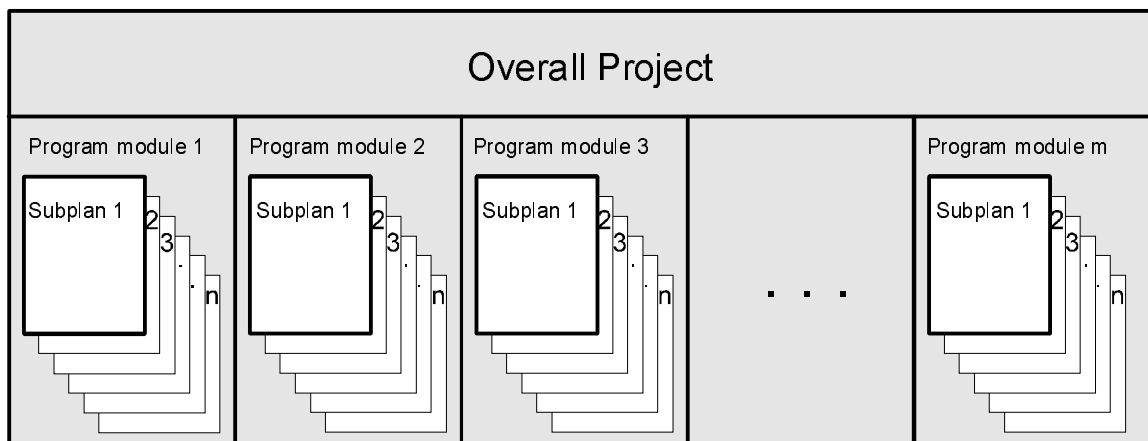 Overall Project
Program module 1
Subplan 1
2
3
.
.
n
Program module 2
Subplan 1
2
3
.
.
n
Program module 3
Subplan 1
2
3
.
.
n
. . .
Program module m
Subplan 1
2
3
.
.
n